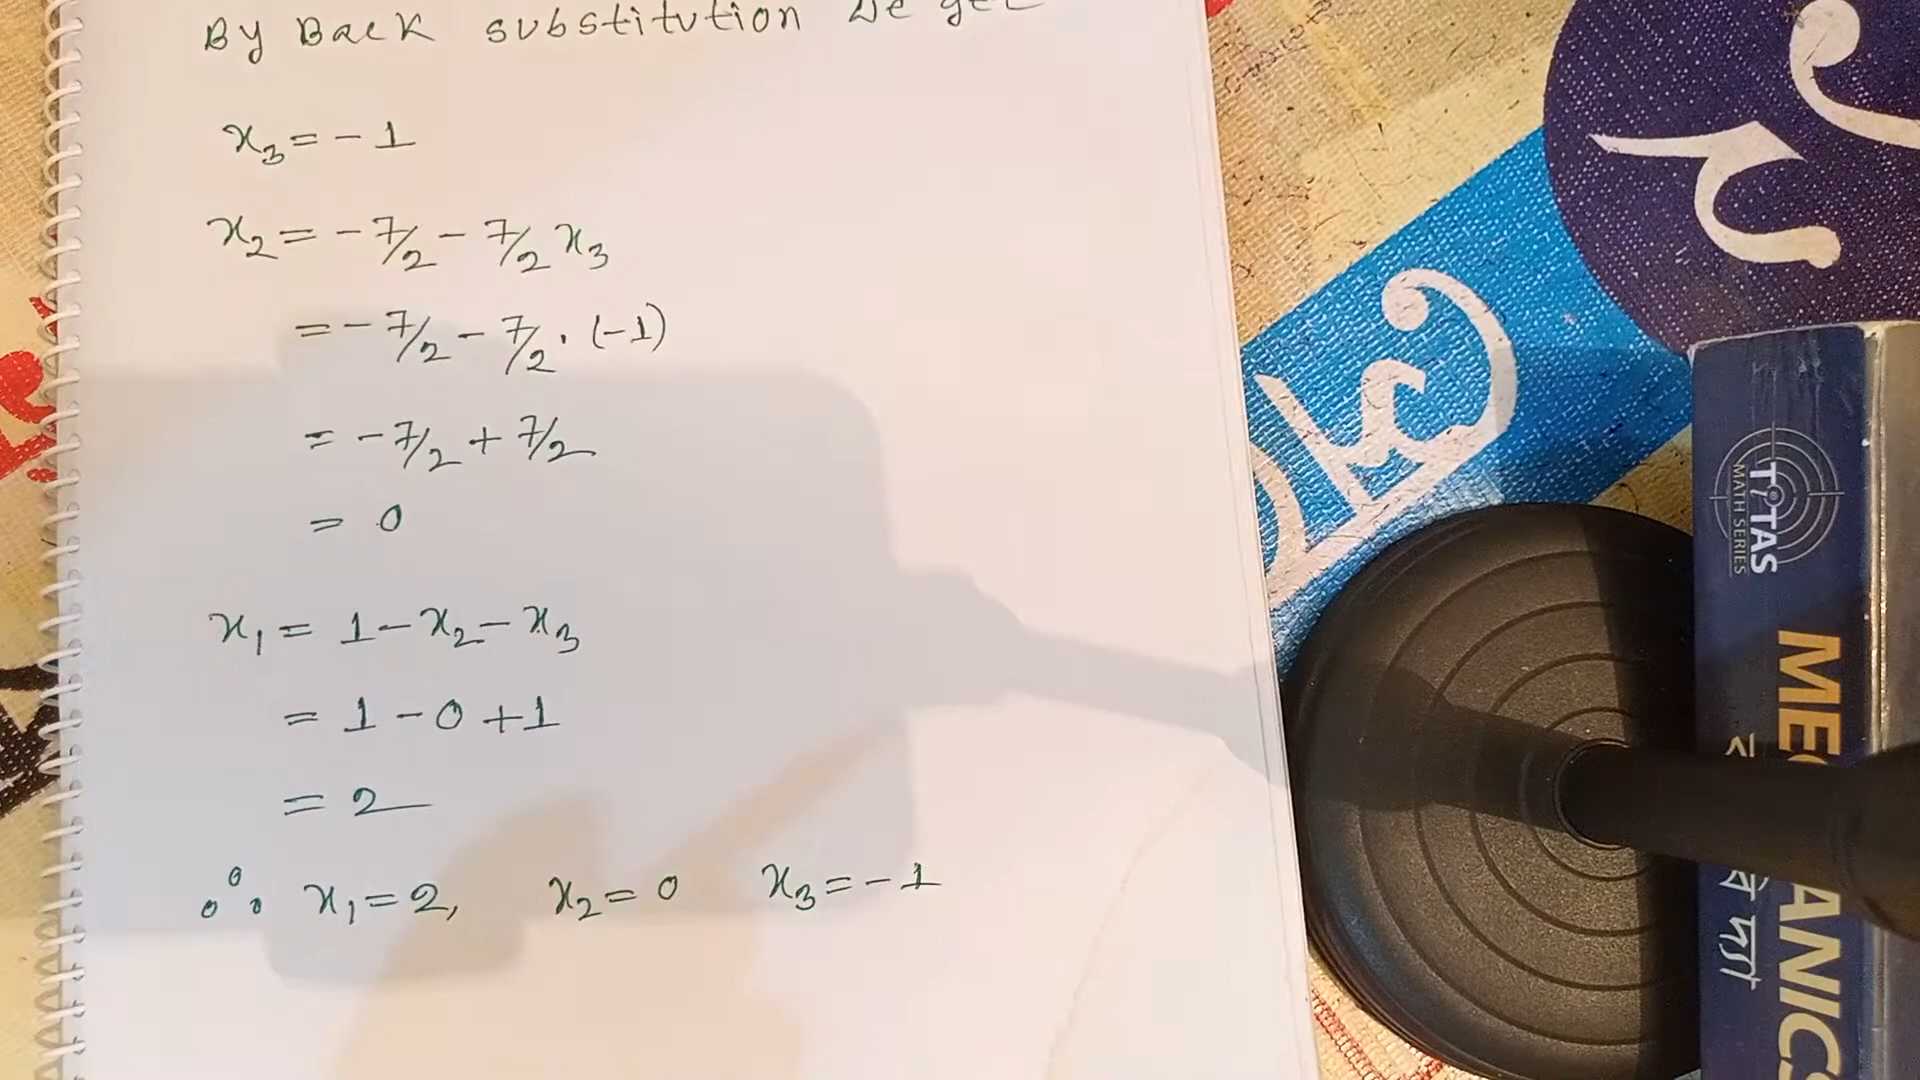 By Back substitution we get
x₃ = - 1
x₂ = - 7/2 - 7/2 x₃
= - 7/2 - 7/2 . (-1)
= - 7/2 + 7/2
= 0
x₁ = 1 - x₂ - x₃
= 1 - 0 + 1
= 2
∴ x₁ = 2, x₂ = 0 x₃ = - 1
TITAS
MATH SERIES